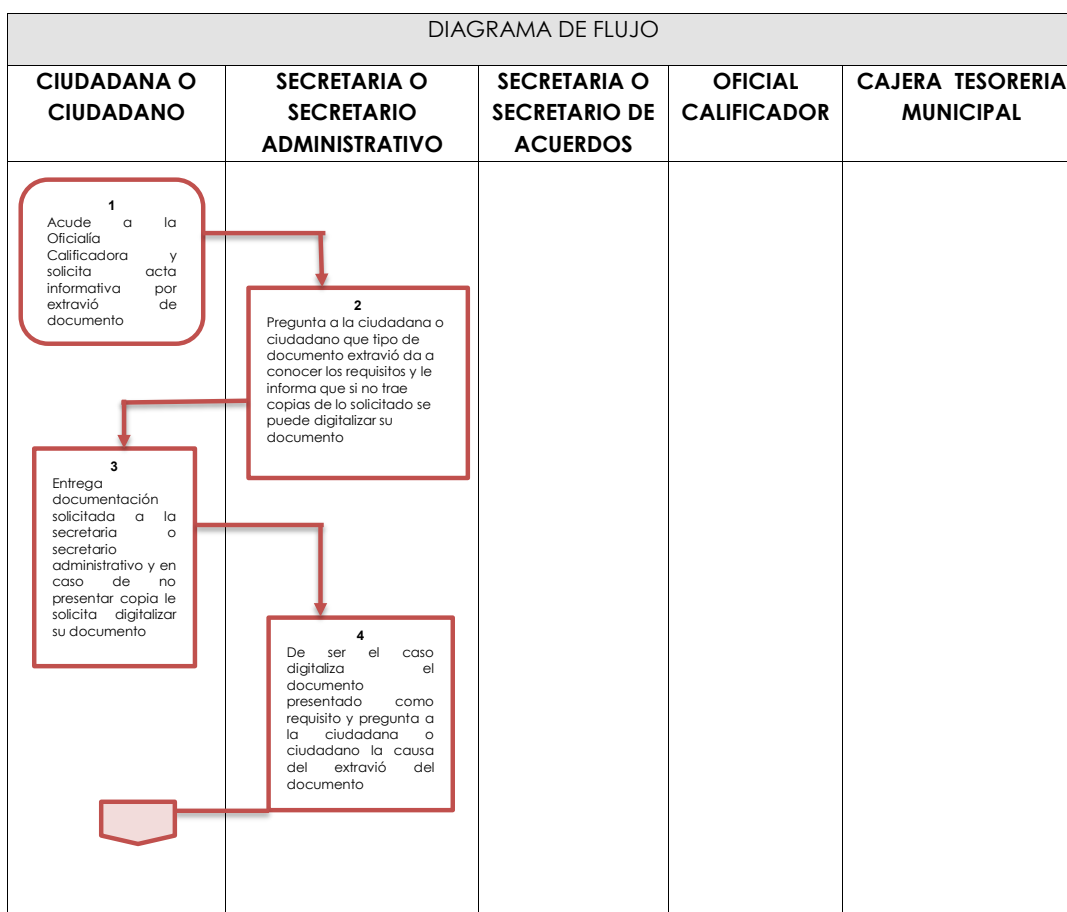 DIAGRAMA DE FLUJO
CIUDADANA O
CIUDADANO
SECRETARIA O
SECRETARIO
ADMINISTRATIVO
SECRETARIA O
SECRETARIO DE
ACUERDOS
OFICIAL
CALIFICADOR
CAJERA TESORERIA
MUNICIPAL
1
Acude a la
Oficialía
Calificadora y
solicita acta
informativa por
extravió de
documento
2
Pregunta a la ciudadana o
ciudadano que tipo de
documento extravió da a
conocer los requisitos y le
informa que si no trae
copias de lo solicitado se
puede digitalizar su
documento
3
Entrega
documentación
solicitada a la
secretaria o
secretario
administrativo y en
caso de no
presentar copia le
solicita digitalizar
su documento
4
De ser el caso
digitaliza el
documento
presentado como
requisito y pregunta a
la ciudadana o
ciudadano la causa
del extravió del
documento